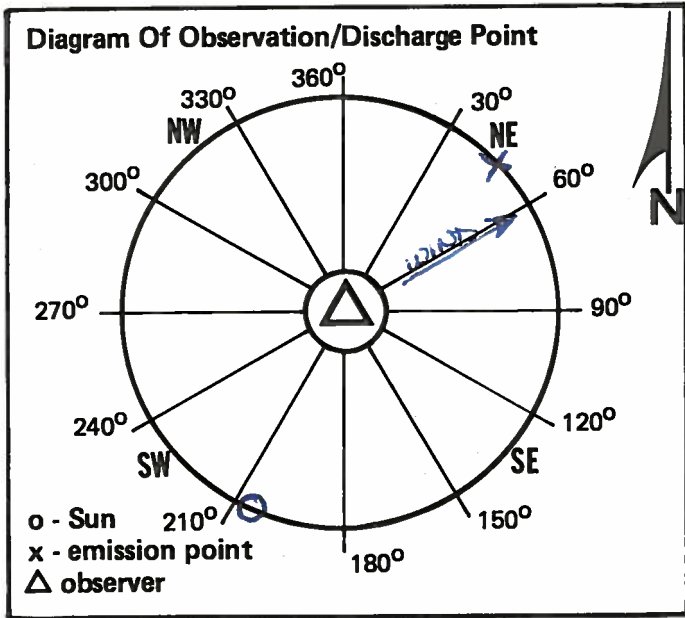 Diagram Of Observation/Discharge Point
360°
330°
30°
NW
NE
300°
60°
N
wind
270°
90°
240°
120°
SW
SE
o - Sun
210°
150°
x - emission point
180°
△ observer